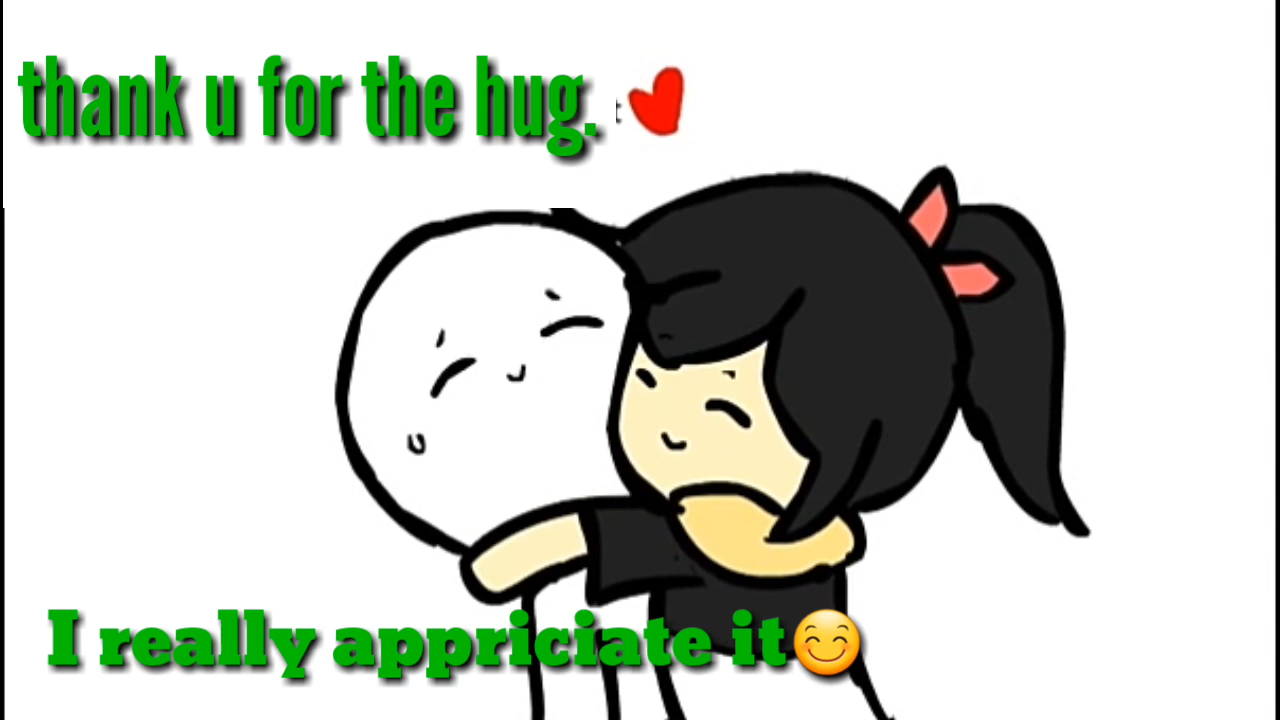 thank u for the hug.
I really appriciate it😊